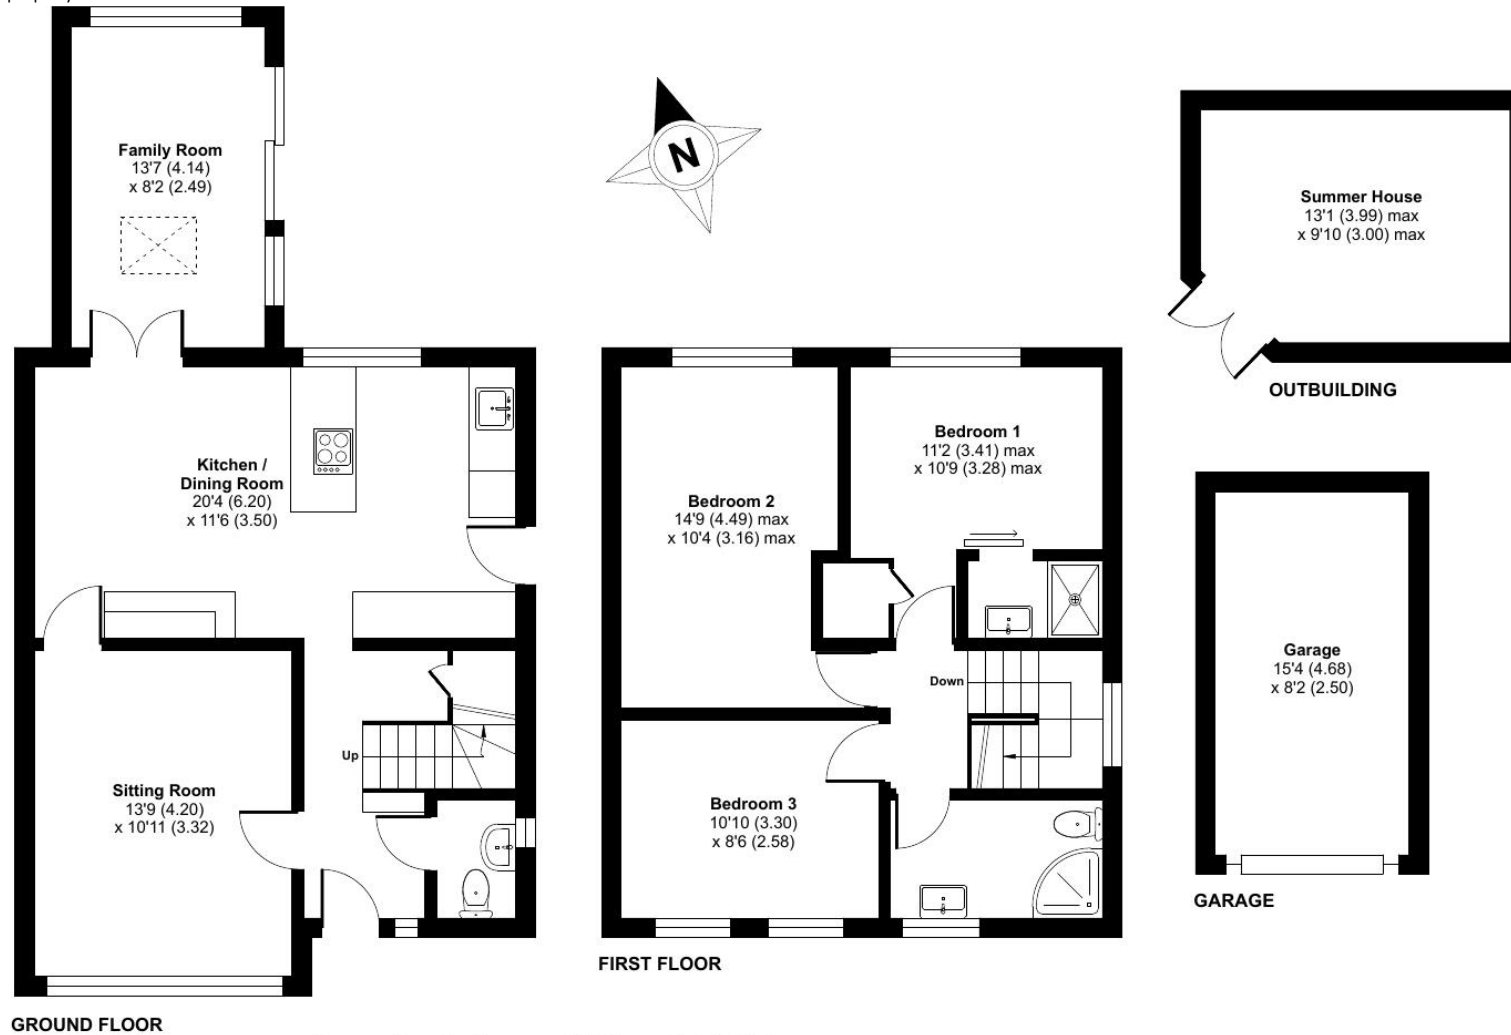 Family Room
13'7 (4.14)
x 8'2 (2.49)
N
Summer House
13'1 (3.99) max
x 9'10 (3.00) max
OUTBUILDING
Kitchen /
Dining Room
20'4 (6.20)
x 11'6 (3.50)
Bedroom 2
14'9 (4.49) max
x 10'4 (3.16) max
Bedroom 1
11'2 (3.41) max
x 10'9 (3.28) max
Garage
15'4 (4.68)
x 8'2 (2.50)
GARAGE
Up
Down
Sitting Room
13'9 (4.20)
x 10'11 (3.32)
Bedroom 3
10'10 (3.30)
x 8'6 (2.58)
FIRST FLOOR
GROUND FLOOR